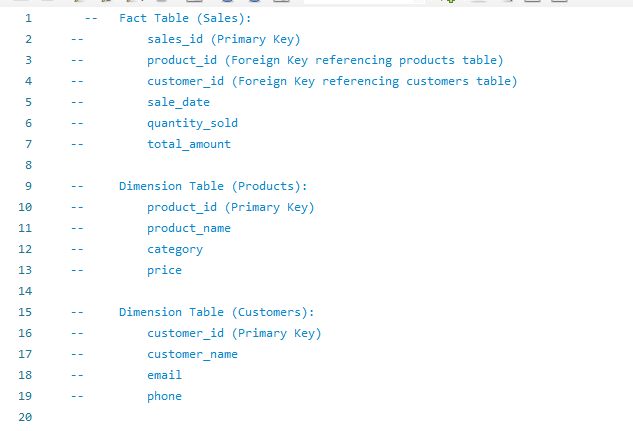 1 -- Fact Table (Sales):
2 -- sales_id (Primary Key)
3 -- product_id (Foreign Key referencing products table)
4 -- customer_id (Foreign Key referencing customers table)
5 -- sale_date
6 -- quantity_sold
7 -- total_amount
8
9 -- Dimension Table (Products):
10 -- product_id (Primary Key)
11 -- product_name
12 -- category
13 -- price
14
15 -- Dimension Table (Customers):
16 -- customer_id (Primary Key)
17 -- customer_name
18 -- email
19 -- phone
20